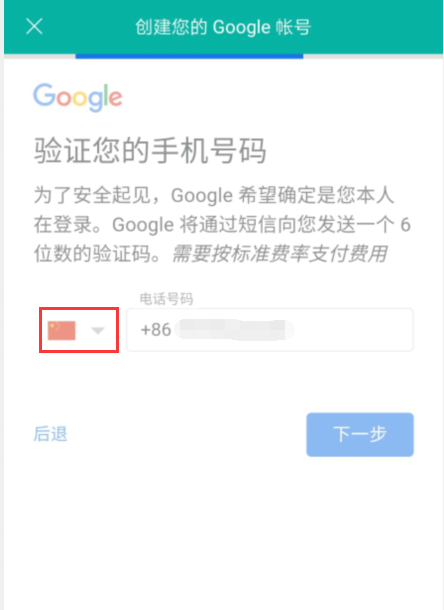 创建您的 Google 帐号
Google
验证您的手机号码
为了安全起见，Google 希望确定是您本人
在登录。Google 将通过短信向您发送一个 6
位数的验证码。需要按标准费率支付费用
电话号码
+86
后退
下一步